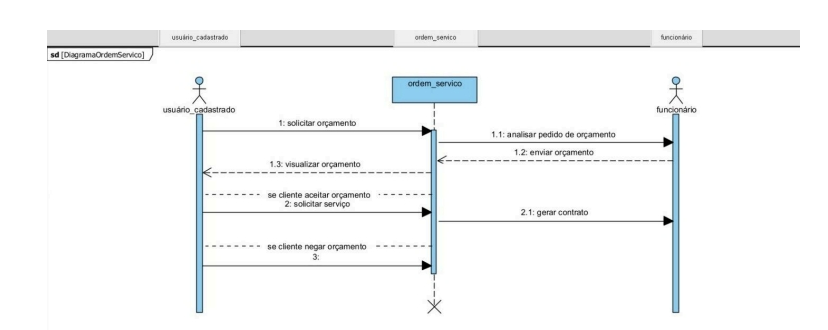 usuário_cadastrado ordem_senico funcionário
sd [DiagramaOrdemServico]
ordem_servico
usuário_cadastrado funcionário
1: solicitar orçamento
1.1: analisar pedido de orçamento
1.2: enviar orçamento
1.3: visualizar orçamento
se cliente aceitar orçamento
2: solicitar serviço
2.1: gerar contrato
se cliente negar orçamento
3: